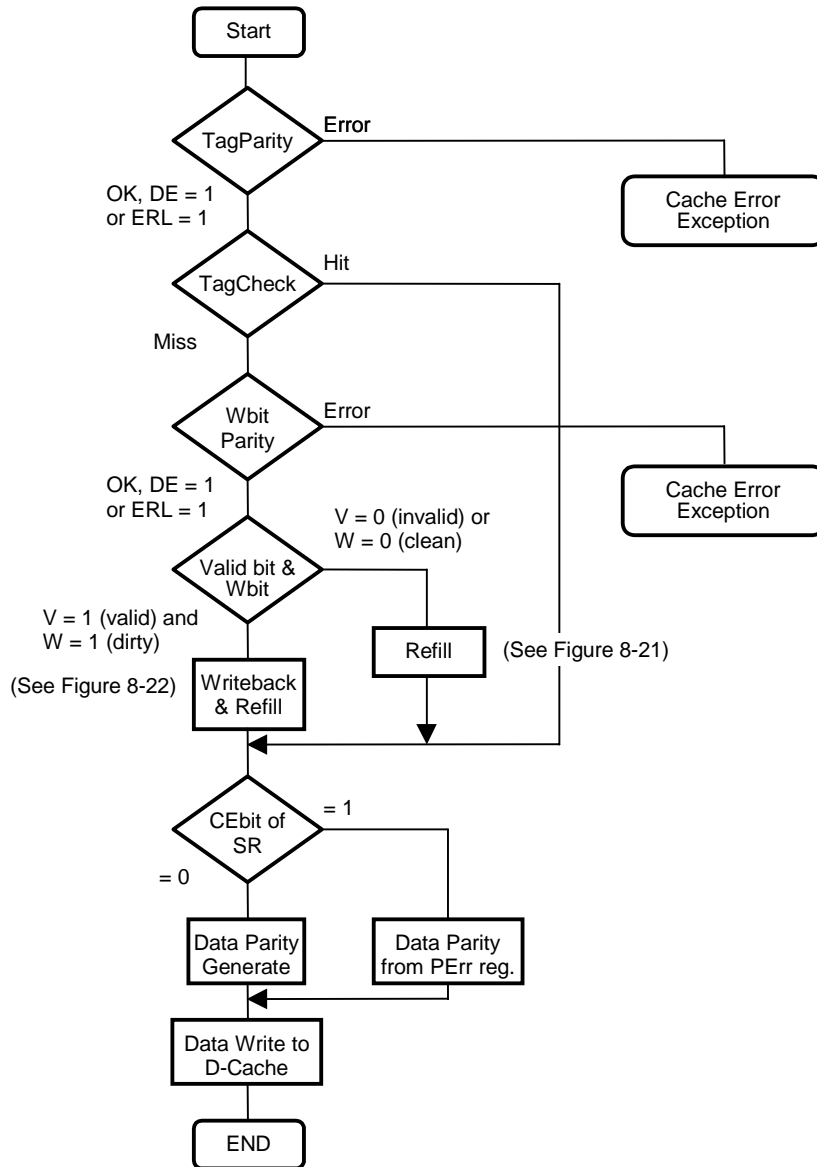 Start
TagParity
Error
OK, DE = 1
or ERL = 1
Cache Error
Exception
TagCheck
Hit
Miss
Wbit
Parity
Error
OK, DE = 1
or ERL = 1
Cache Error
Exception
V = 0 (invalid) or
W = 0 (clean)
Valid bit &
Wbit
V = 1 (valid) and
W = 1 (dirty)
Refill
(See Figure 8-21)
(See Figure 8-22)
Writeback
& Refill
CEbit of
SR
= 1
= 0
Data Parity
Generate
Data Parity
from PErr reg.
Data Write to
D-Cache
END